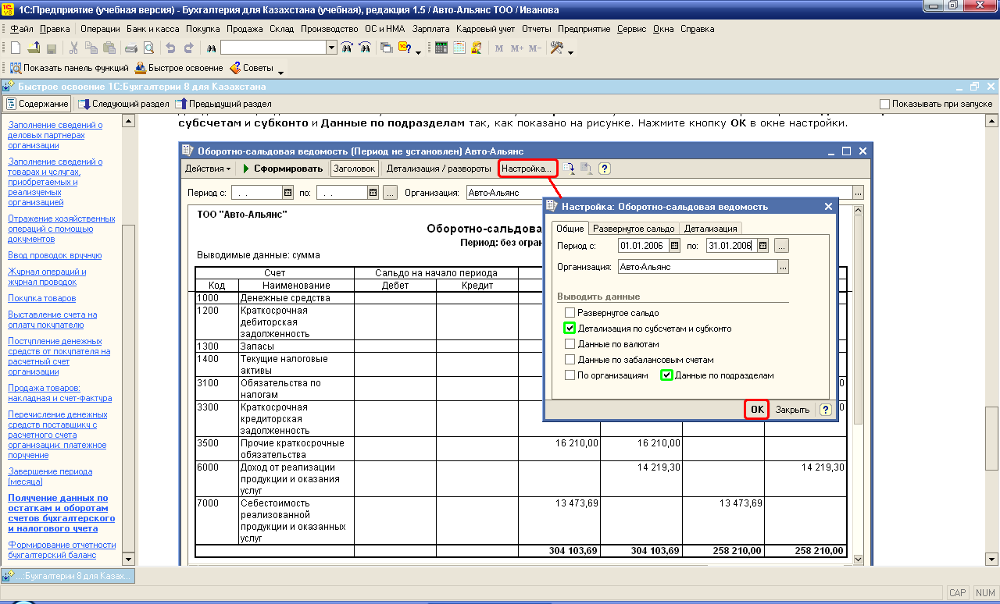 1С:Предприятие (учебная версия) - Бухгалтерия для Казахстана (учебная), редакция 1.5 / Авто-Альянс ТОО / Иванова
Файл Правка Операции Банк и касса Покупка Продажа Склад Производство ОС и НМА Зарплата Кадровый учет Отчеты Предприятие Сервис Окна Справка
M M+ M-
Показать панель функций Быстрое освоение Советы
Быстрое освоение 1С:Бухгалтерии 8 для Казахстана
Содержание Следующий раздел Предыдущий раздел Показывать при запуске
Заполнение сведений о
деловых партнерах
организации
Заполнение сведений о
товарах и услугах,
приобретаемых и
реализуемых
организацией
Отражение хозяйственных
операций с помощью
документов
Ввод проводок вручную
Журнал операций и
журнал проводок
Покупка товаров
Выставление счета на
оплату покупателю
Поступление денежных
средств от покупателя на
расчетный счет
организации
Продажа товаров:
накладная и счет-фактура
Перечисление денежных
средств поставщику с
расчетного счета
организации: платежное
поручение
Завершение периода
(месяца)
Получение данных по
остаткам и оборотам
счетов бухгалтерского
и налогового учета
Формирование отчетности
бухгалтерский баланс
субсчетам и субконто и Данные по подразделам так, как показано на рисунке. Нажмите кнопку OK в окне настройки.
Оборотно-сальдовая ведомость (Период не установлен) Авто-Альянс
Действия Сформировать Заголовок Детализация / развороты Настройка... ?
Период с: . . по: . . ... Организация: Авто-Альянс ...
ТОО "Авто-Альянс"
Оборотно-сальдова
Период: без огран
Выводимые данные: сумма
Счет Сальдо на начало периода
Код Наименование Дебет Кредит
1000 Денежные средства
1200 Краткосрочная
дебиторская
задолженность
1300 Запасы
1400 Текущие налоговые
активы
3100 Обязательства по 0
налогам
3300 Краткосрочная 0
кредиторская
задолженность
3500 Прочие краткосрочные 16 210,00 16 210,00
обязательства
6000 Доход от реализации 14 219,30 14 219,30
продукции и оказания
услуг
7000 Себестоимость 13 473,69 13 473,69
реализованной
продукции и оказанных
услуг
304 103,69 304 103,69 258 210,00 258 210,00
Настройка: Оборотно-сальдовая ведомость
Общие Развернутое сальдо Детализация
Период с: 01.01.2006 по: 31.01.2006 ...
Организация: Авто-Альянс ...
Выводить данные
Развернутое сальдо
Детализация по субсчетам и субконто
Данные по валютам
Данные по забалансовым счетам
По организациям Данные по подразделам
OK Закрыть ?
...:Бухгалтерии 8 для Казах...
CAP NUM